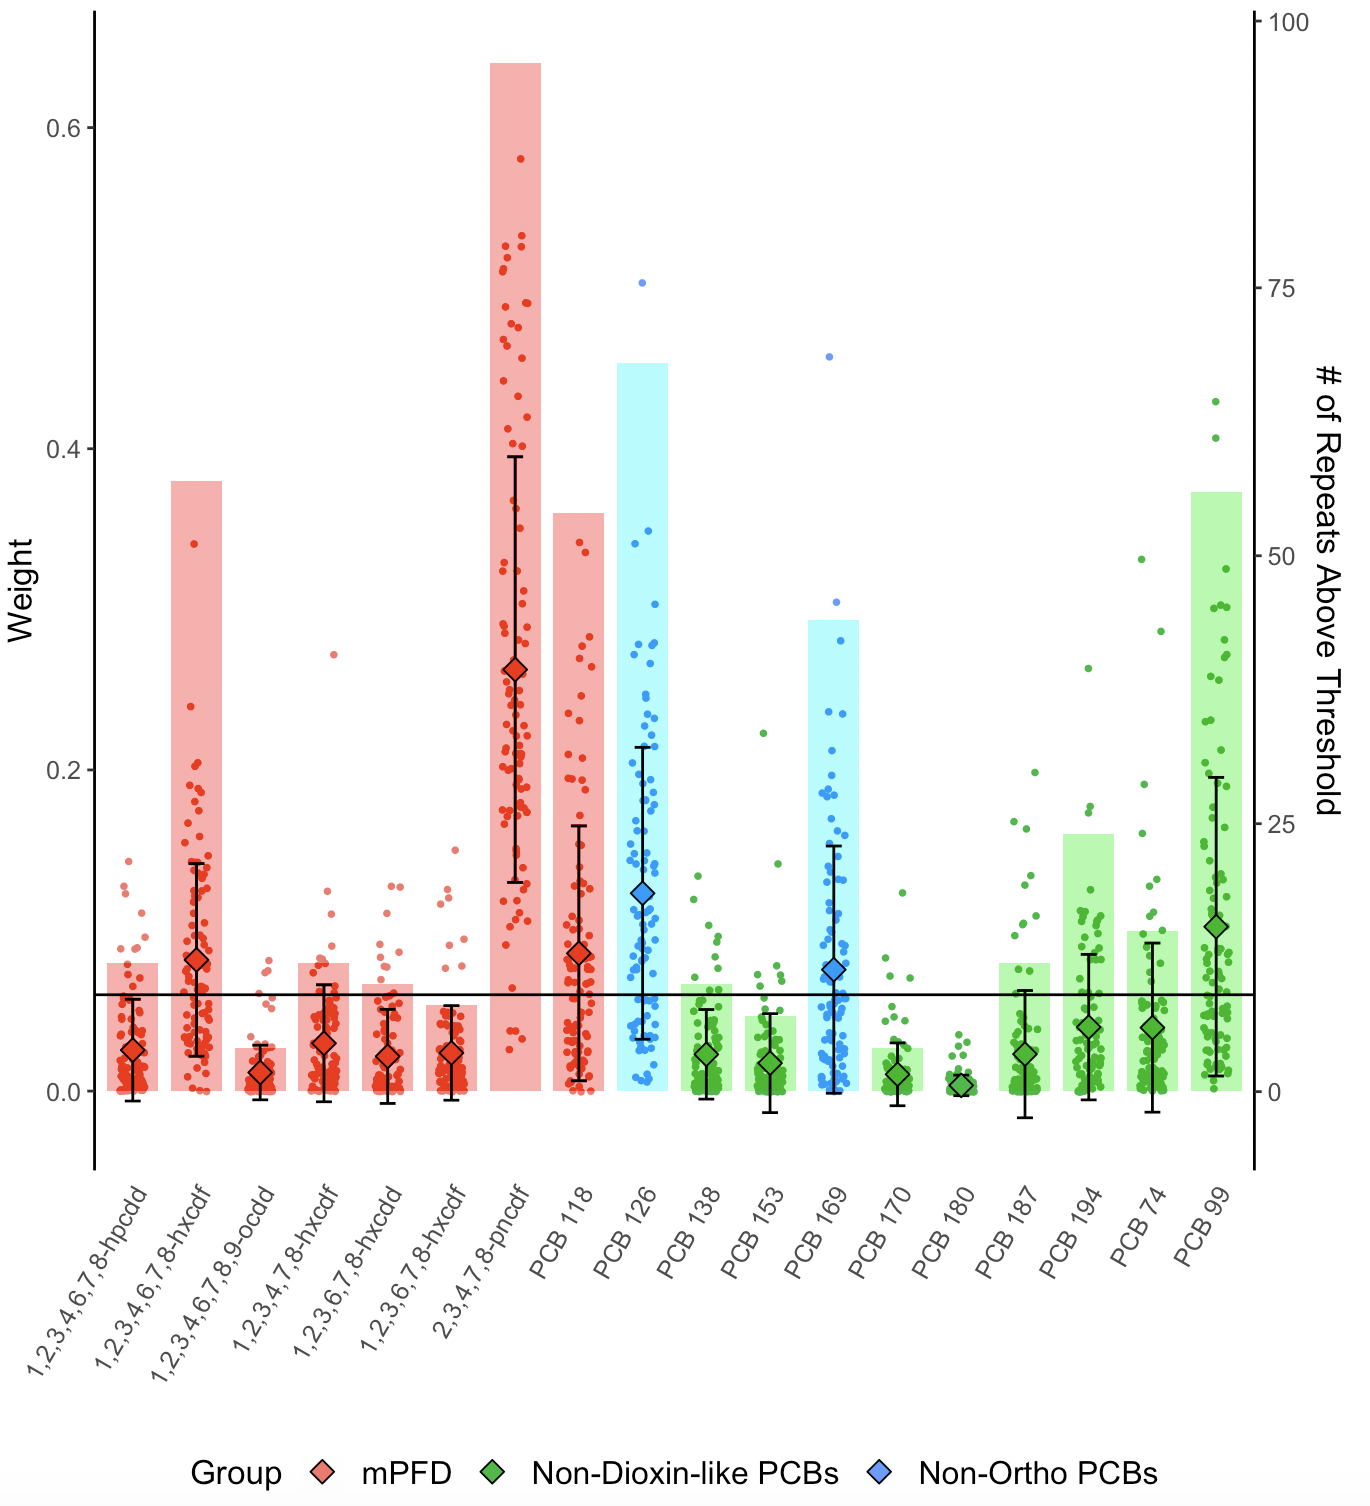 100
0.6
75
0.4
50
0.2
25
0.0
0
Weight
# of Repeats Above Threshold
1,2,3,4,6,7,8-hpcdd
1,2,3,4,6,7,8-hxcdf
1,2,3,4,6,7,8,9-ocdd
1,2,3,4,7,8-hxcdf
1,2,3,6,7,8-hxcdd
1,2,3,6,7,8-hxcdf
2,3,4,7,8-pncdf
PCB 118
PCB 126
PCB 138
PCB 153
PCB 169
PCB 170
PCB 180
PCB 187
PCB 194
PCB 74
PCB 99
Group mPFD Non-Dioxin-like PCBs Non-Ortho PCBs